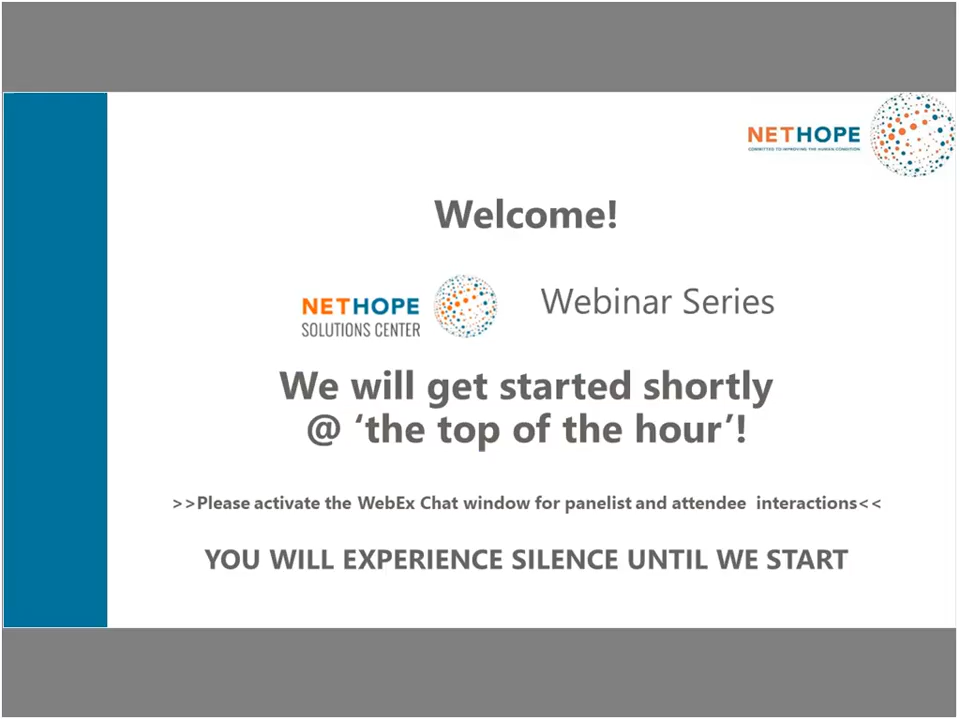 NETHOPE
COMMITTED TO IMPROVING THE HUMAN CONDITION
Welcome!
NETHOPE
SOLUTIONS CENTER
Webinar Series
We will get started shortly
@ ‘the top of the hour’!
>>Please activate the WebEx Chat window for panelist and attendee interactions<<
YOU WILL EXPERIENCE SILENCE UNTIL WE START